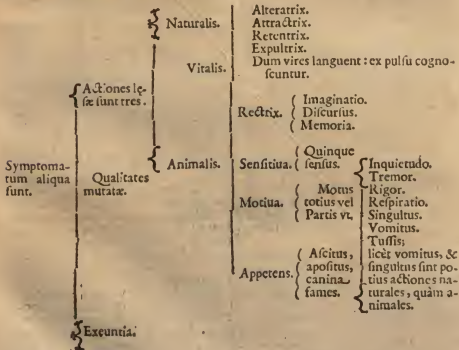 Symptoma-
tum aliqua
sunt.
Actiones lę-
sæ sunt tres.
Naturalis.
Alteratrix.
Attractrix.
Retentrix.
Expultrix.
Vitalis.
Dum vires languent: ex pulsu cogno-
scuntur.
Animalis.
Rectrix.
Imaginatio.
Discursus.
Memoria.
Sensitiua.
Quinque
sensus.
Motiua.
Motus
totius vel
Partis vt.
Inquietudo.
Tremor.
Rigor.
Respiratio.
Singultus.
Vomitus.
Tussis;
licèt vomitus, &
singultus sint po-
tius actiones na-
turales, quàm a-
nimales.
Appetens.
Ascitus,
apositus,
canina
fames.
Qualitates
mutatæ.
Exeuntia.